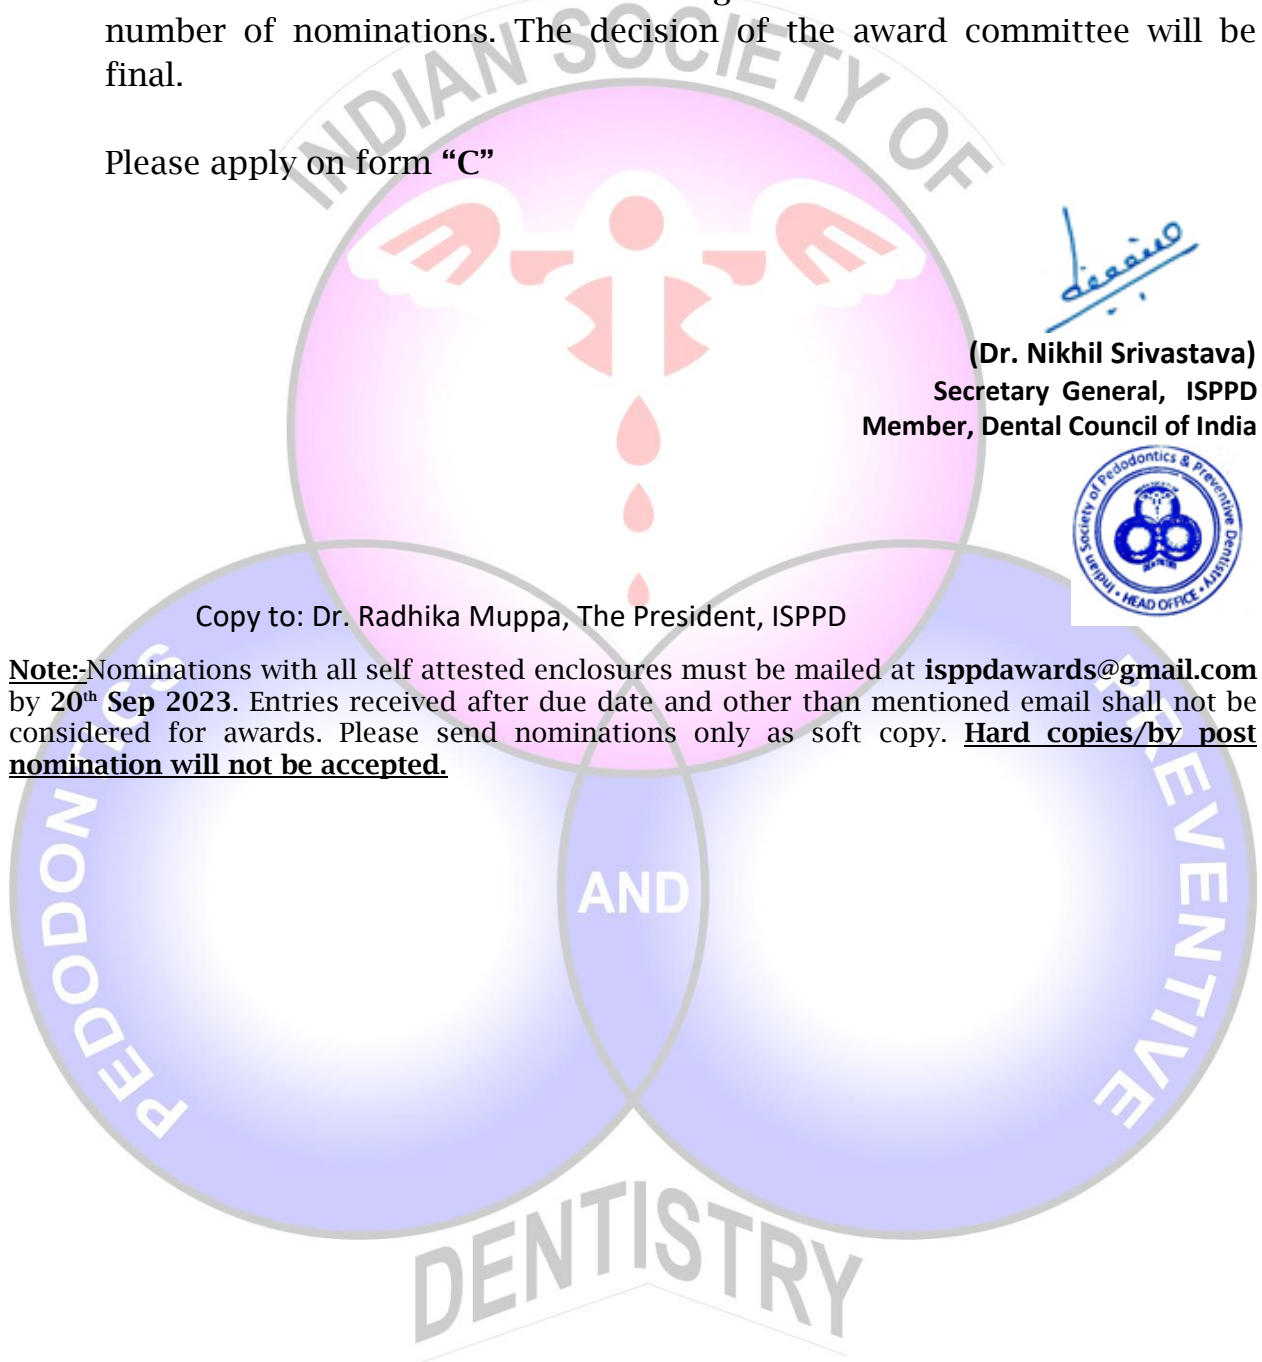 number of nominations. The decision of the award committee will be
final.
Please apply on form “C”
(Dr. Nikhil Srivastava)
Secretary General, ISPPD
Member, Dental Council of India
Indian Society of Pedodontics & Preventive Dentistry
HEAD OFFICE
Copy to: Dr. Radhika Muppa, The President, ISPPD
Note:-Nominations with all self attested enclosures must be mailed at isppdawards@gmail.com
by 20th Sep 2023. Entries received after due date and other than mentioned email shall not be
considered for awards. Please send nominations only as soft copy. Hard copies/by post
nomination will not be accepted.
INDIAN SOCIETY OF
PEDODONTICS
AND
PREVENTIVE
DENTISTRY